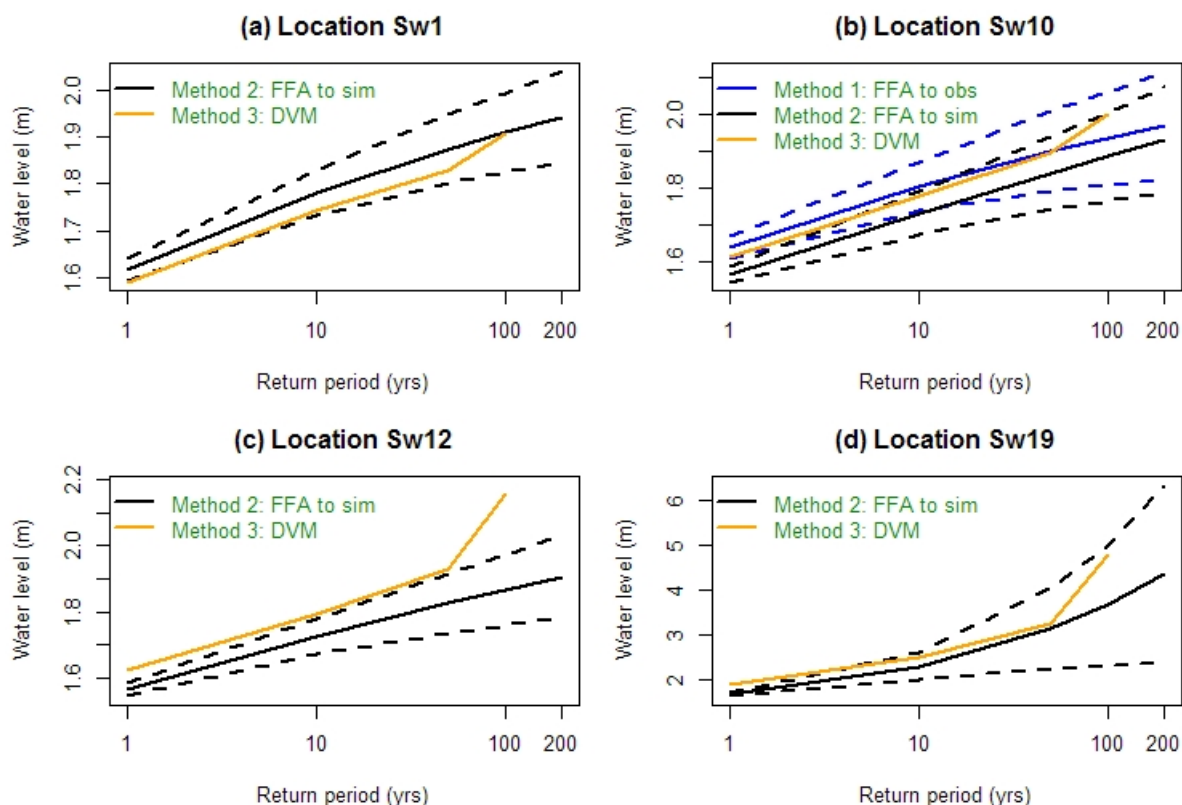 (a) Location Sw1
Water level (m)
2.0
1.9
1.8
1.7
1.6
Method 2: FFA to sim
Method 3: DVM
1 10 100 200
Return period (yrs)
(b) Location Sw10
Water level (m)
2.0
1.8
1.6
Method 1: FFA to obs
Method 2: FFA to sim
Method 3: DVM
1 10 100 200
Return period (yrs)
(c) Location Sw12
Water level (m)
2.2
2.0
1.8
1.6
Method 2: FFA to sim
Method 3: DVM
1 10 100 200
Return period (yrs)
(d) Location Sw19
Water level (m)
6
5
4
3
2
Method 2: FFA to sim
Method 3: DVM
1 10 100 200
Return period (yrs)